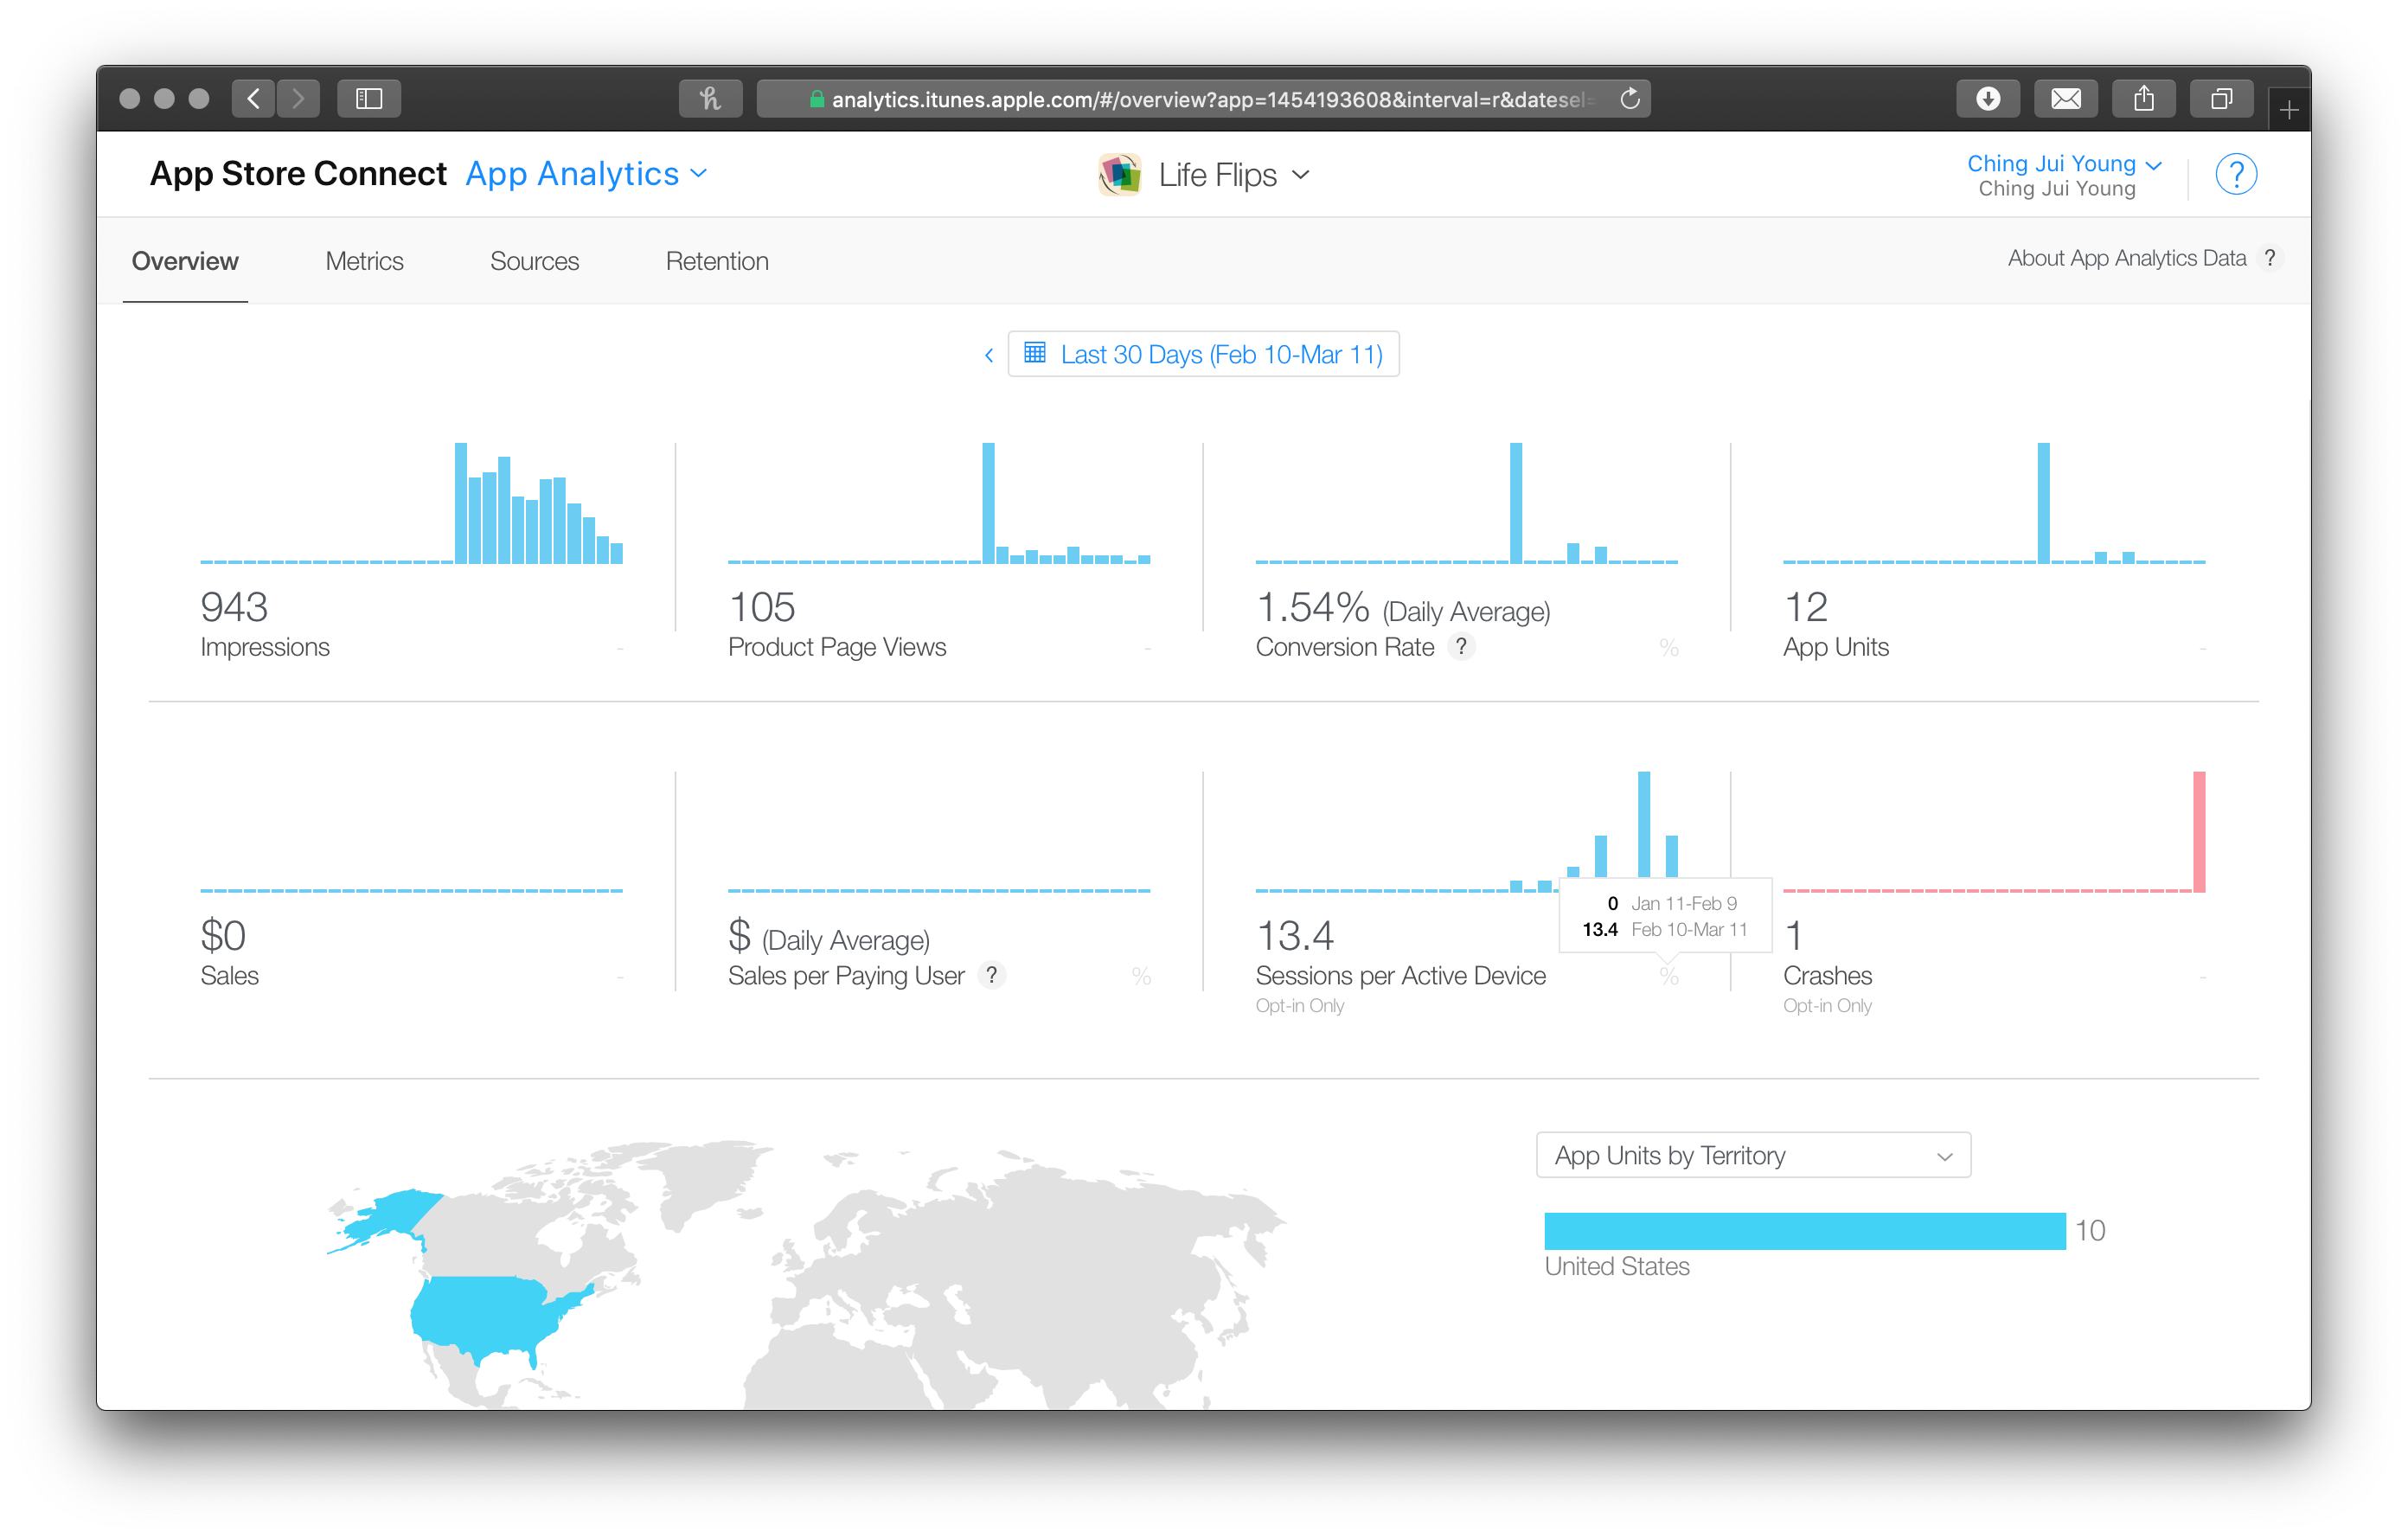 analytics.itunes.apple.com/#/overview?app=1454193608&interval=r&datesel=
App Store Connect App Analytics
Life Flips
Ching Jui Young
Ching Jui Young
?
Overview Metrics Sources Retention
About App Analytics Data ?
Last 30 Days (Feb 10-Mar 11)
943
Impressions
-
105
Product Page Views
-
1.54% (Daily Average)
Conversion Rate ?
%
12
App Units
-
$0
Sales
-
$ (Daily Average)
Sales per Paying User ?
%
0 Jan 11-Feb 9
13.4 Feb 10-Mar 11
13.4
Sessions per Active Device
%
Opt-in Only
1
Crashes
-
Opt-in Only
App Units by Territory
10
United States